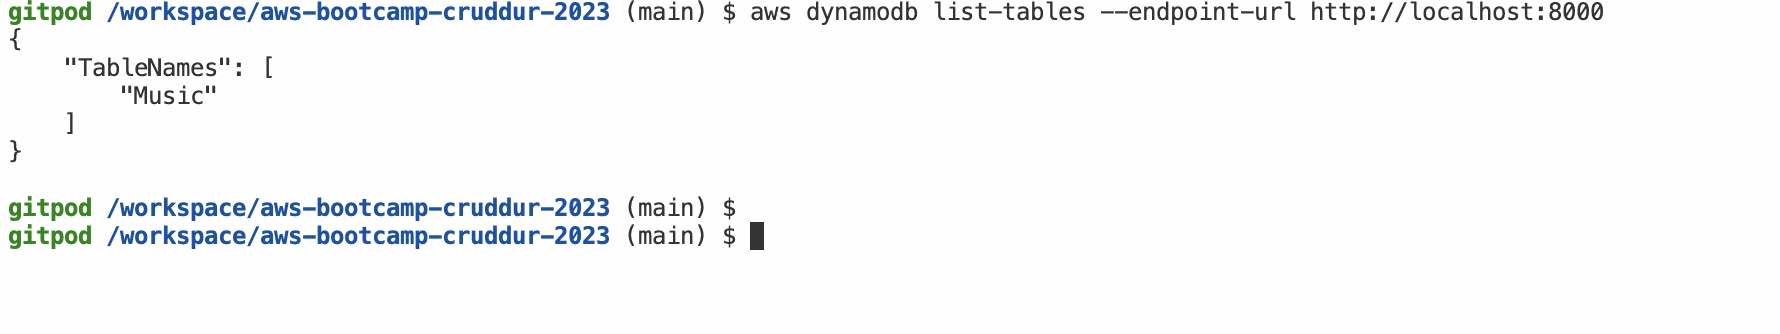 gitpod /workspace/aws-bootcamp-cruddur-2023 (main) $ aws dynamodb list-tables --endpoint-url http://localhost:8000
{
    "TableNames": [
        "Music"
    ]
}
gitpod /workspace/aws-bootcamp-cruddur-2023 (main) $
gitpod /workspace/aws-bootcamp-cruddur-2023 (main) $